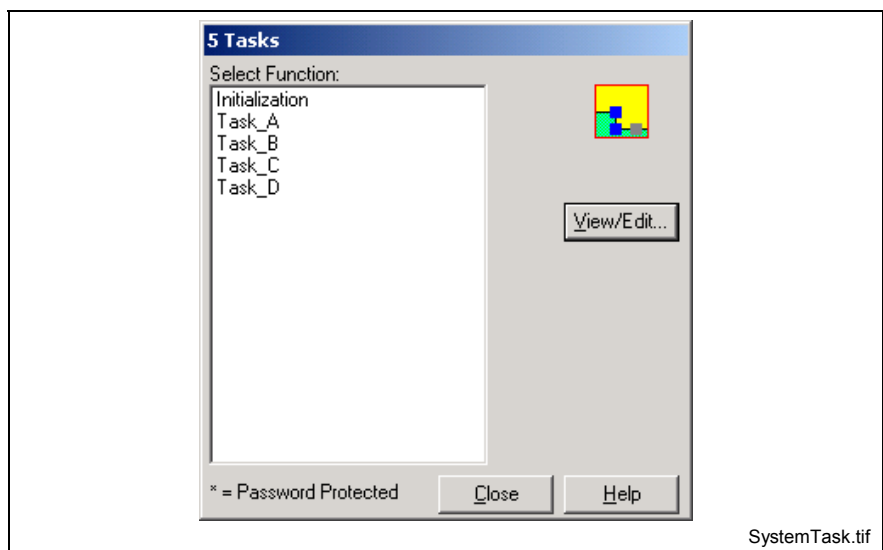 5 Tasks
Select Function:
Initialization
Task_A
Task_B
Task_C
Task_D
View/Edit...
* = Password Protected
Close
Help
SystemTask.tif